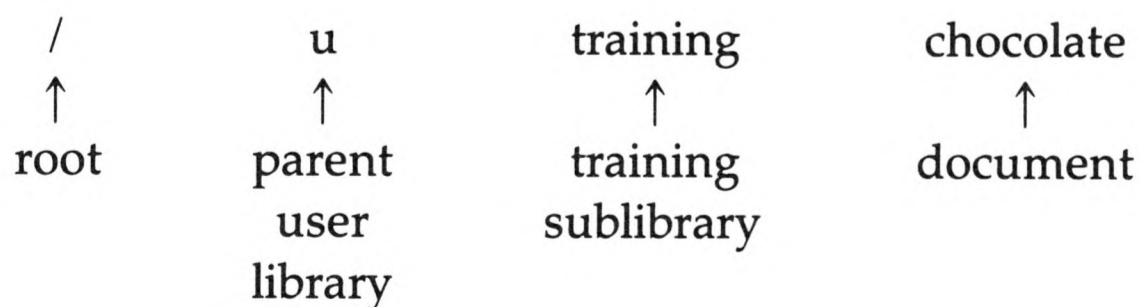 / u training chocolate
↑ ↑ ↑ ↑
root parent training document
user sublibrary
library